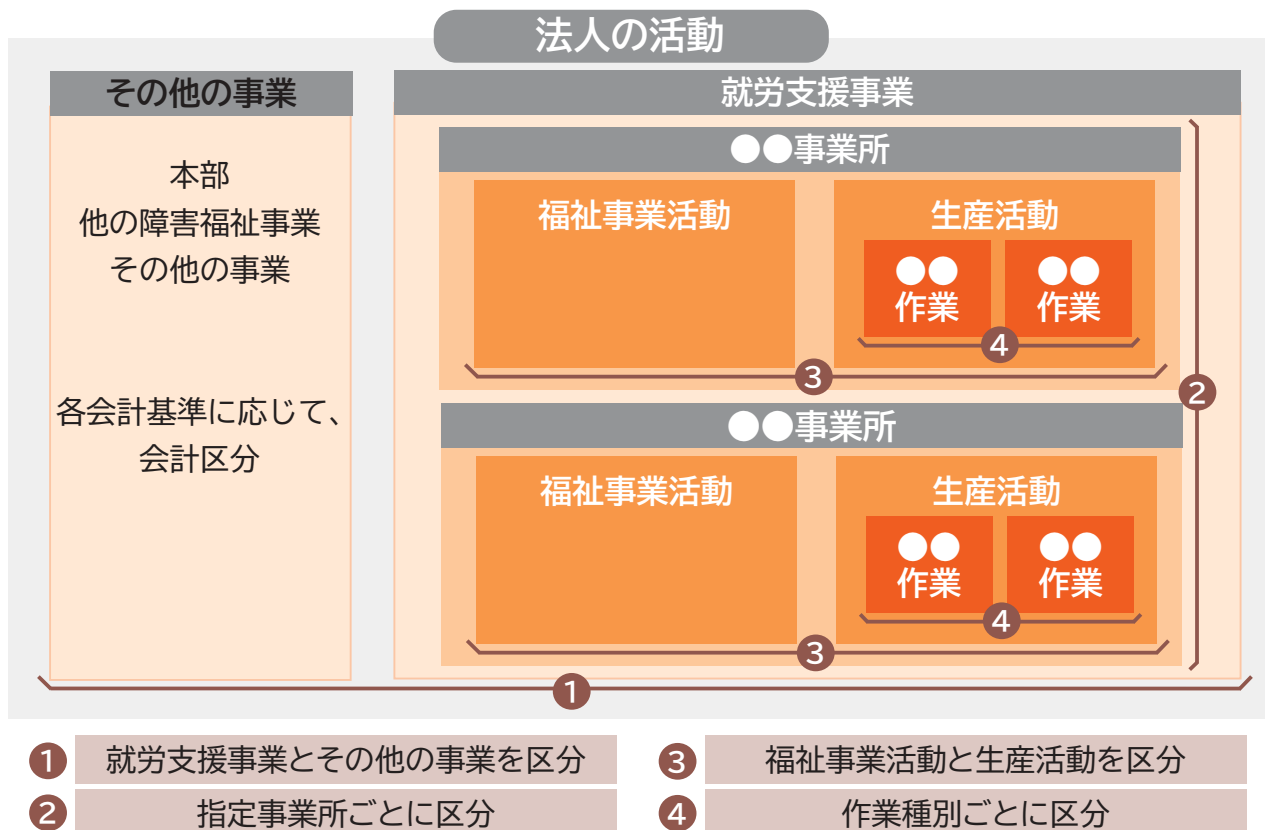 法人の活動
その他の事業
本部
他の障害福祉事業
その他の事業
各会計基準に応じて、
会計区分
就労支援事業
●●事業所
福祉事業活動
生産活動
●●
作業
●●
作業
4
3
●●事業所
福祉事業活動
生産活動
●●
作業
●●
作業
4
3
2
1
1 就労支援事業とその他の事業を区分
2 指定事業所ごとに区分
3 福祉事業活動と生産活動を区分
4 作業種別ごとに区分